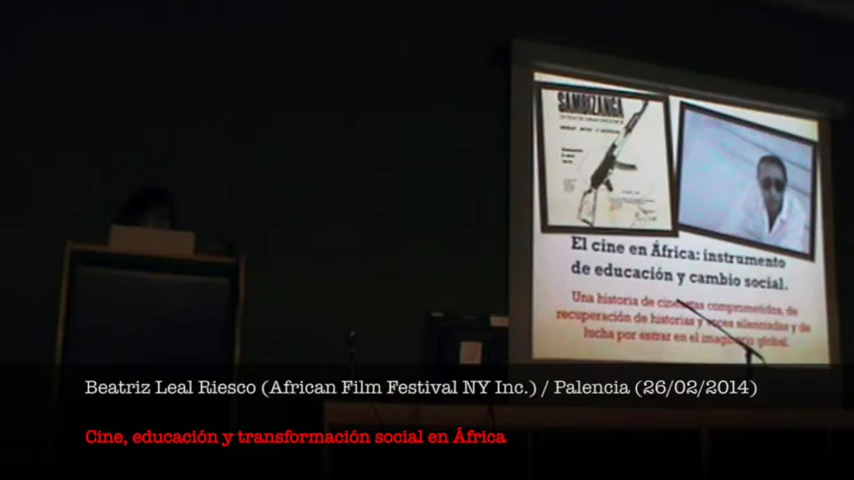 SAMBIZANGA
El cine en África: instrumento
de educación y cambio social.
Una historia de cineastas comprometidos, de
recuperación de historias y voces silenciadas y de
lucha por entrar en el imaginario global.
Beatriz Leal Riesco (African Film Festival NY Inc.) / Palencia (26/02/2014)
Cine, educación y transformación social en África